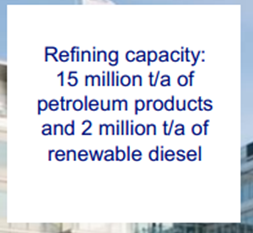 Refining capacity:
15 million t/a of
petroleum products
and 2 million t/a of
renewable diesel